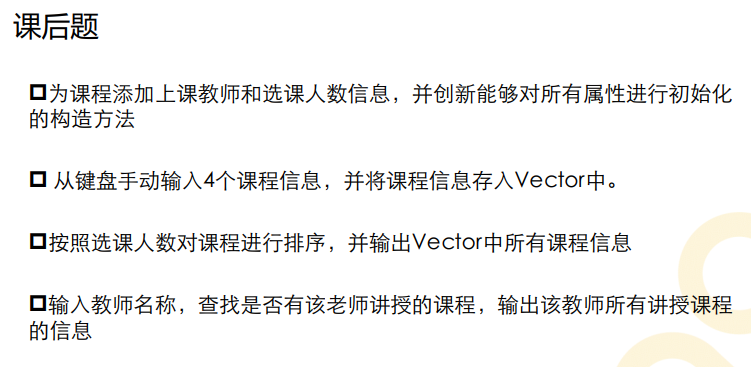 课后题
为课程添加上课教师和选课人数信息，并创新能够对所有属性进行初始化
的构造方法
从键盘手动输入4个课程信息，并将课程信息存入Vector中。
按照选课人数对课程进行排序，并输出Vector中所有课程信息
输入教师名称，查找是否有该老师讲授的课程，输出该教师所有讲授课程
的信息